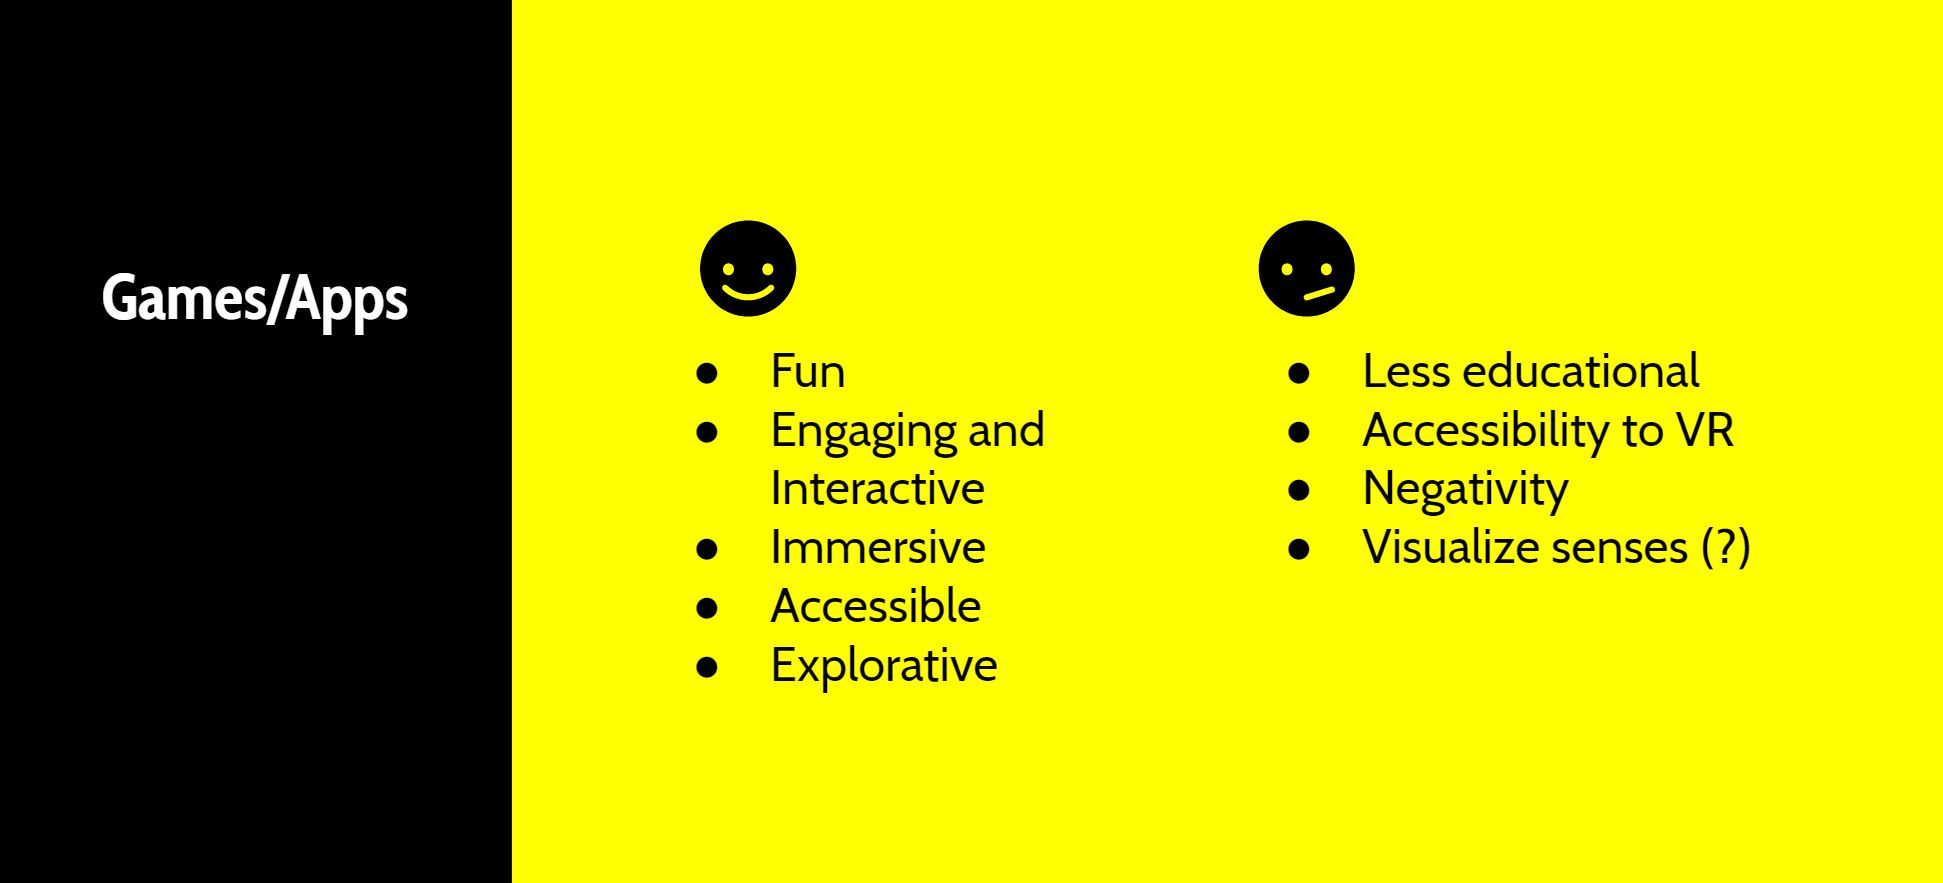 Games/Apps
● Fun
● Engaging and
Interactive
● Immersive
● Accessible
● Explorative
● Less educational
● Accessibility to VR
● Negativity
● Visualize senses (?)